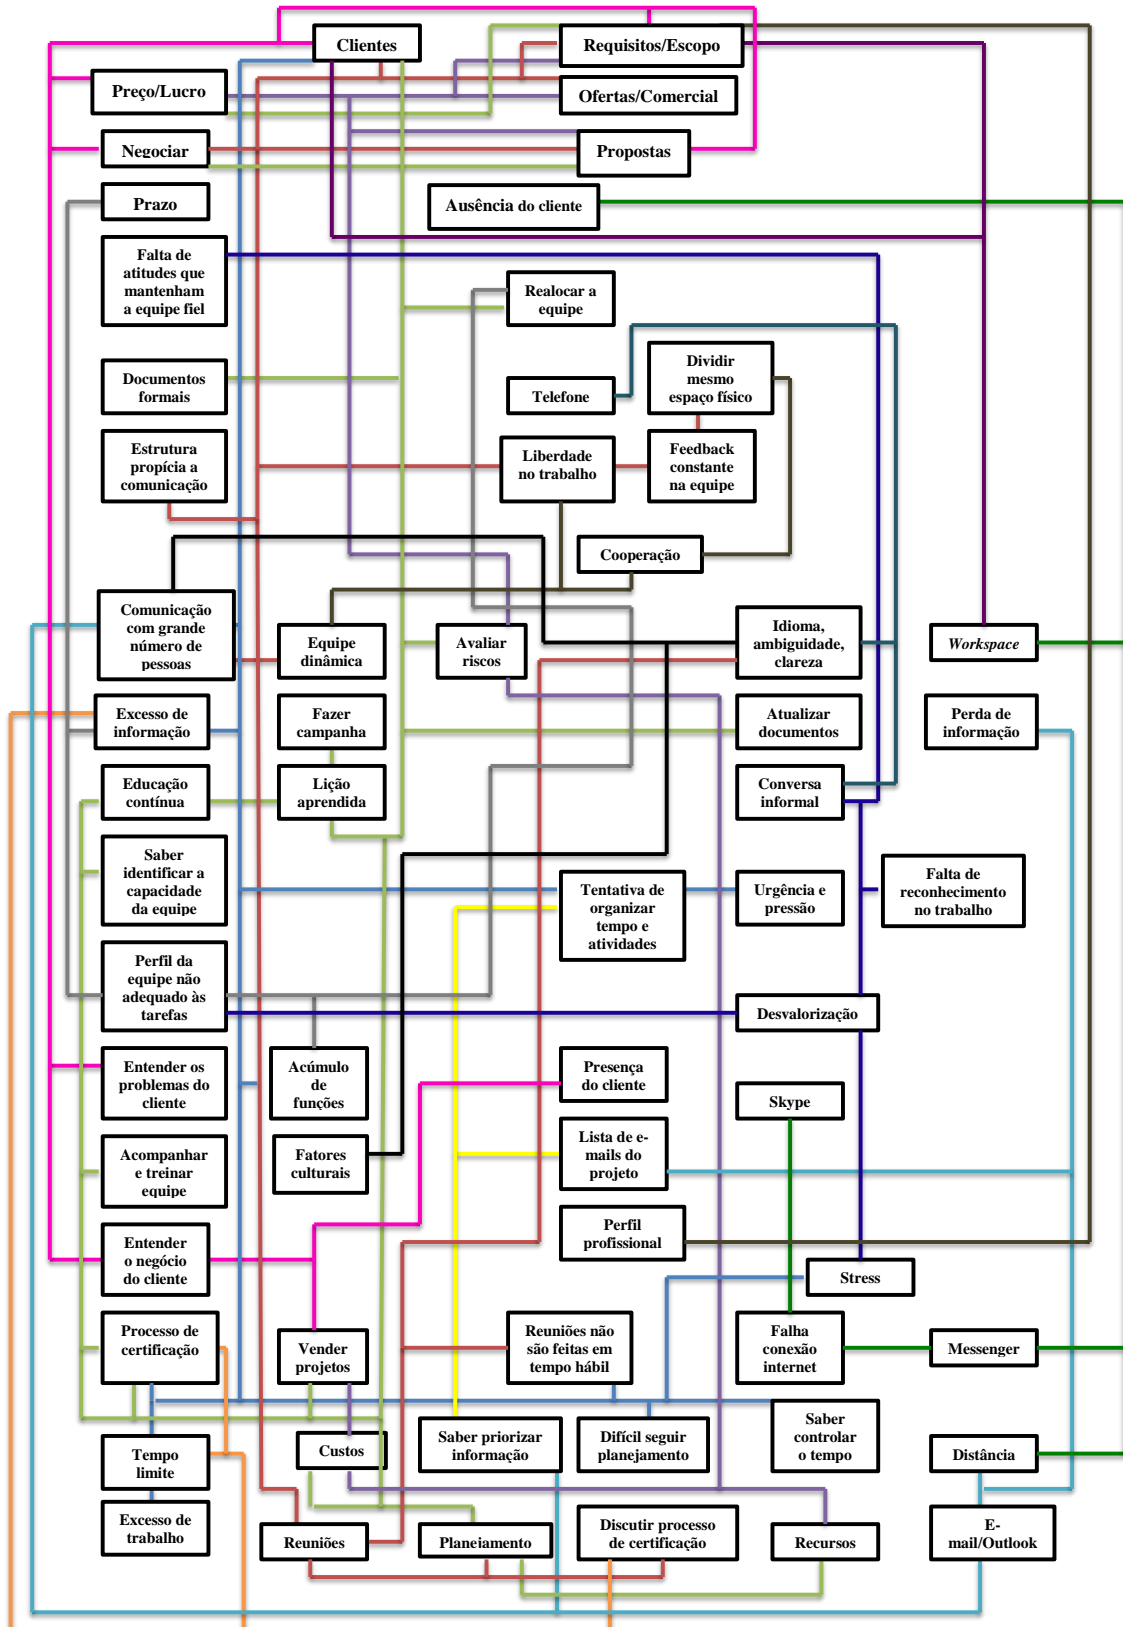 Clientes
Requisitos/Escopo
Preço/Lucro
Ofertas/Comercial
Negociar
Propostas
Prazo
Ausência do cliente
Falta de
atitudes que
mantenham
a equipe fiel
Realocar a
equipe
Documentos
formais
Telefone
Dividir
mesmo
espaço físico
Estrutura
propícia a
comunicação
Liberdade
no trabalho
Feedback
constante
na equipe
Cooperação
Comunicação
com grande
número de
pessoas
Equipe
dinâmica
Avaliar
riscos
Idioma,
ambiguidade,
clareza
Workspace
Excesso de
informação
Fazer
campanha
Atualizar
documentos
Perda de
informação
Educação
contínua
Lição
aprendida
Conversa
informal
Saber
identificar a
capacidade
da equipe
Tentativa de
organizar
tempo e
atividades
Urgência e
pressão
Falta de
reconhecimento
no trabalho
Perfil da
equipe não
adequado às
tarefas
Desvalorização
Entender os
problemas do
cliente
Acúmulo
de
funções
Presença
do cliente
Skype
Acompanhar
e treinar
equipe
Fatores
culturais
Lista de e-
mails do
projeto
Entender
o negócio
do cliente
Perfil
profissional
Stress
Processo de
certificação
Vender
projetos
Reuniões não
são feitas em
tempo hábil
Falha
conexão
internet
Messenger
Tempo
limite
Custos
Saber priorizar
informação
Difícil seguir
planejamento
Saber
controlar
o tempo
Distância
Excesso de
trabalho
Reuniões
Planejamento
Discutir processo
de certificação
Recursos
E-
mail/Outlook